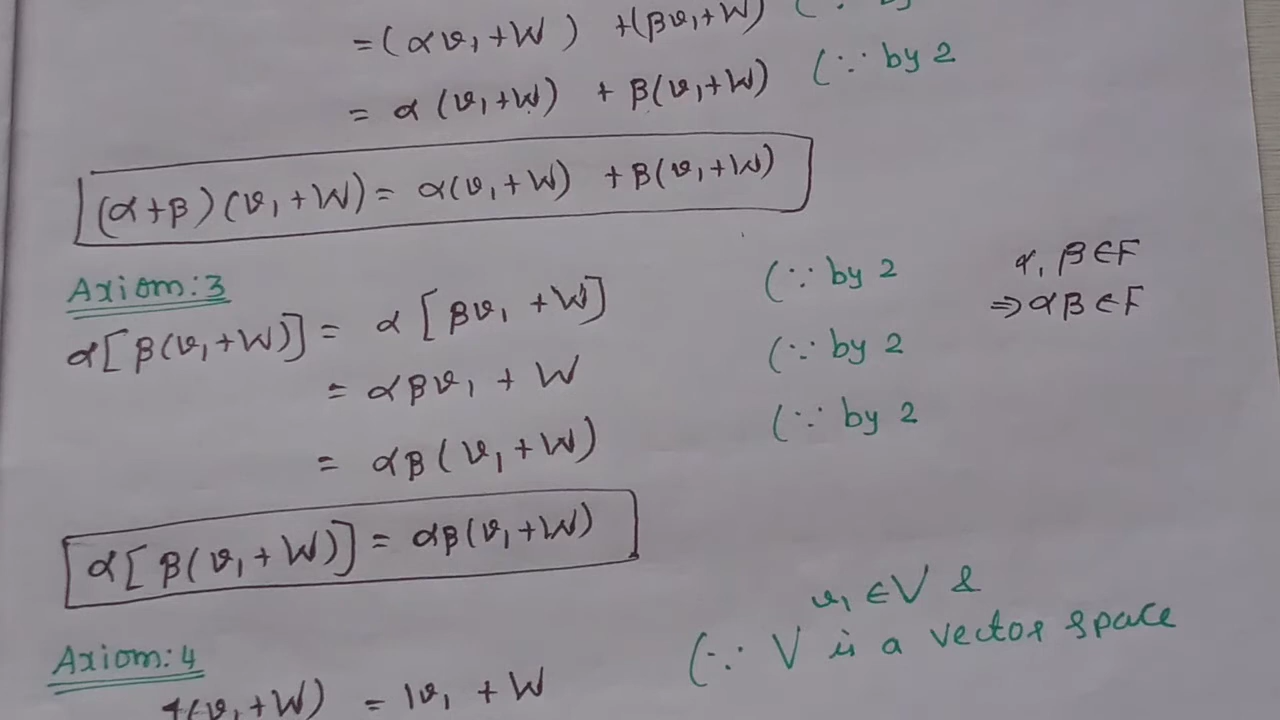 = (αv₁+W) +(βv₁+W) (∵ by
= α (v₁+W) + β(v₁+W) (∵ by 2
(α+β)(v₁+W) = α(v₁+W) + β(v₁+W)
Axiom:3
α[β(v₁+W)] = α[βv₁ +W] (∵ by 2 α, β∈F
= αβv₁ + W (∵ by 2 ⇒αβ∈F
= αβ(v₁+W) (∵ by 2
α[β(v₁+W)] = αβ(v₁+W)
v₁∈V &
Axiom:4 (∵ V is a vector space
1(v₁+W) = 1v₁ + W